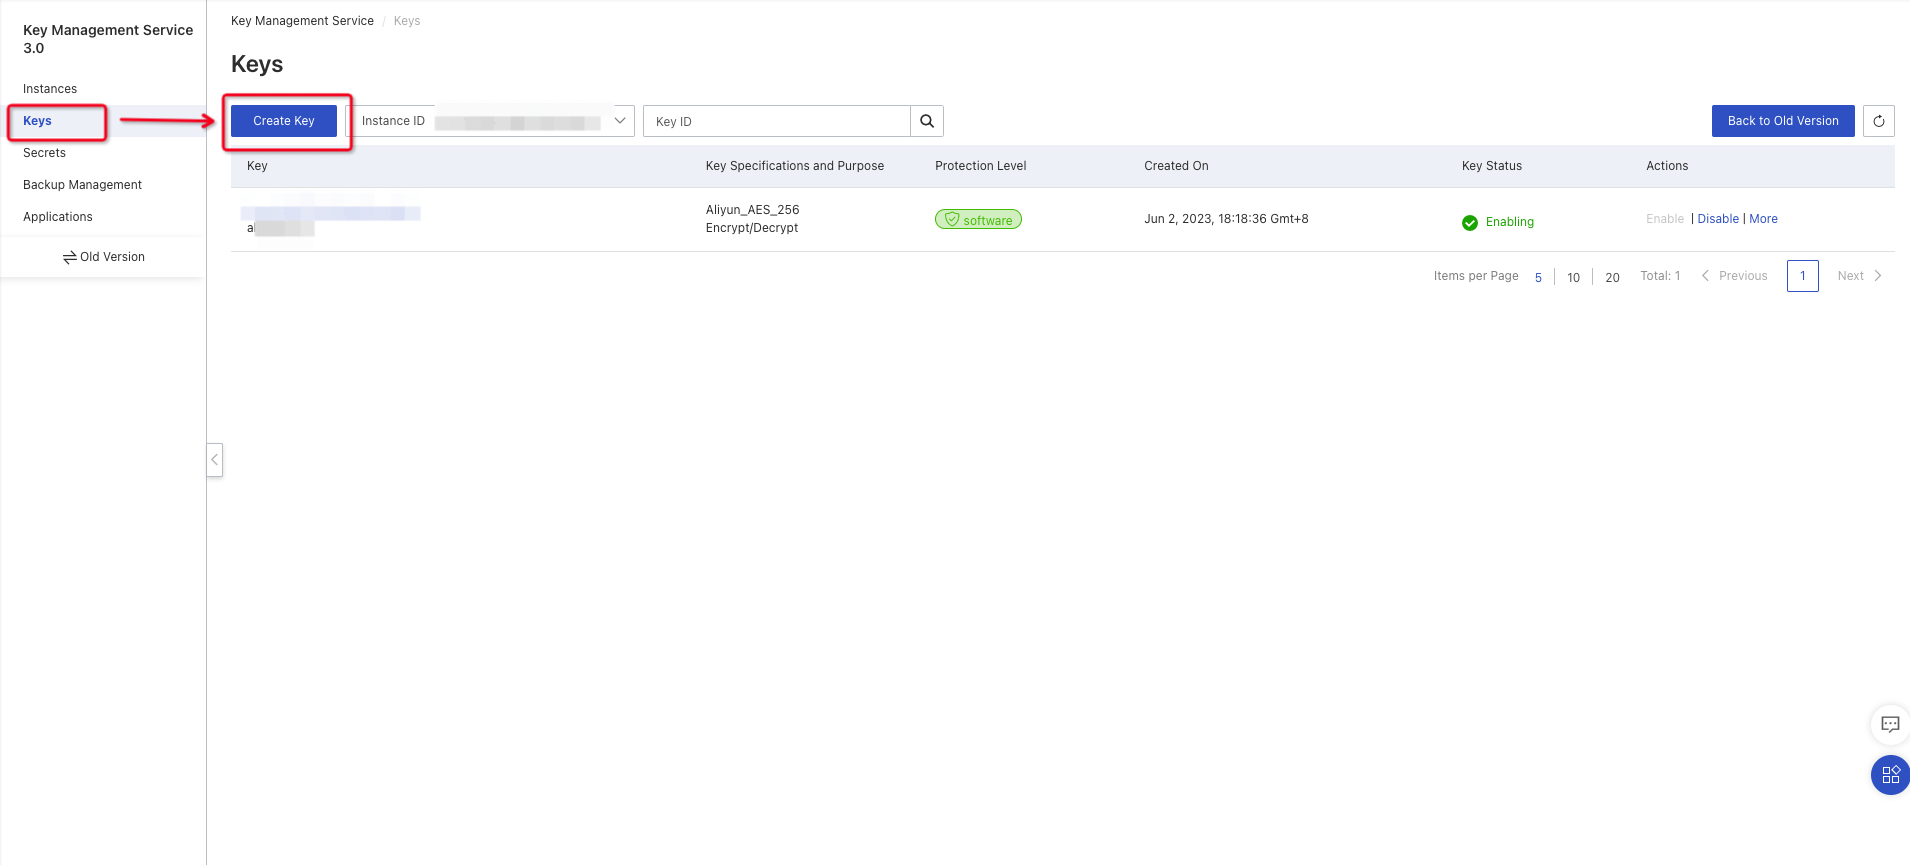 Key Management Service
3.0
Instances
Keys
Secrets
Backup Management
Applications
Old Version
Key Management Service / Keys
Keys
Create Key
Instance ID
Key ID
Back to Old Version
Key Key Specifications and Purpose Protection Level Created On Key Status Actions
Aliyun_AES_256
Encrypt/Decrypt
software
Jun 2, 2023, 18:18:36 Gmt+8
Enabling
Enable | Disable | More
Items per Page 5 10 20 Total: 1 Previous 1 Next